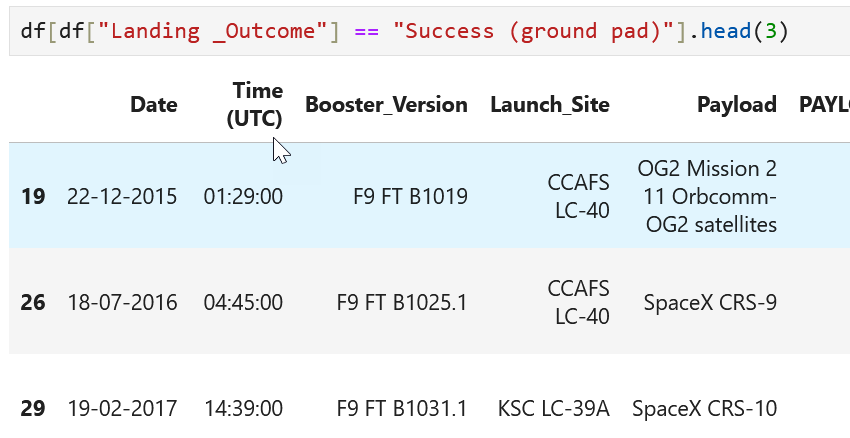 df[df["Landing _Outcome"] == "Success (ground pad)"].head(3)
Date Time (UTC) Booster_Version Launch_Site Payload PAYL
19 22-12-2015 01:29:00 F9 FT B1019 CCAFS LC-40 OG2 Mission 2 11 Orbcomm-OG2 satellites
26 18-07-2016 04:45:00 F9 FT B1025.1 CCAFS LC-40 SpaceX CRS-9
29 19-02-2017 14:39:00 F9 FT B1031.1 KSC LC-39A SpaceX CRS-10